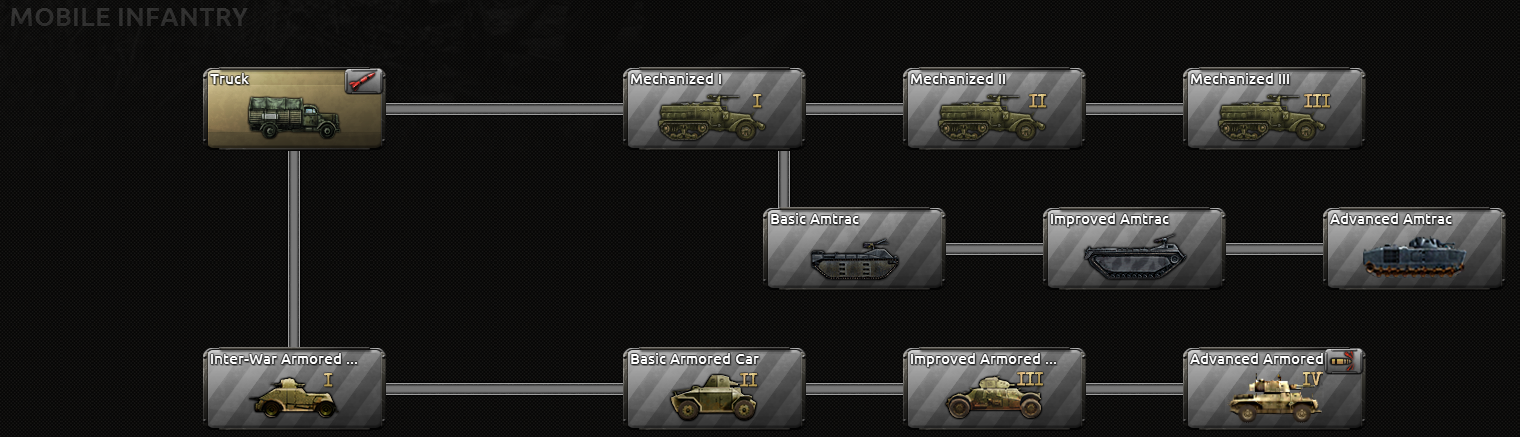 MOBILE INFANTRY
Truck
Mechanized I
I
Mechanized II
II
Mechanized III
III
Basic Amtrac
Improved Amtrac
Advanced Amtrac
Inter-War Armored ...
I
Basic Armored Car
II
Improved Armored ...
III
Advanced Armored
IV